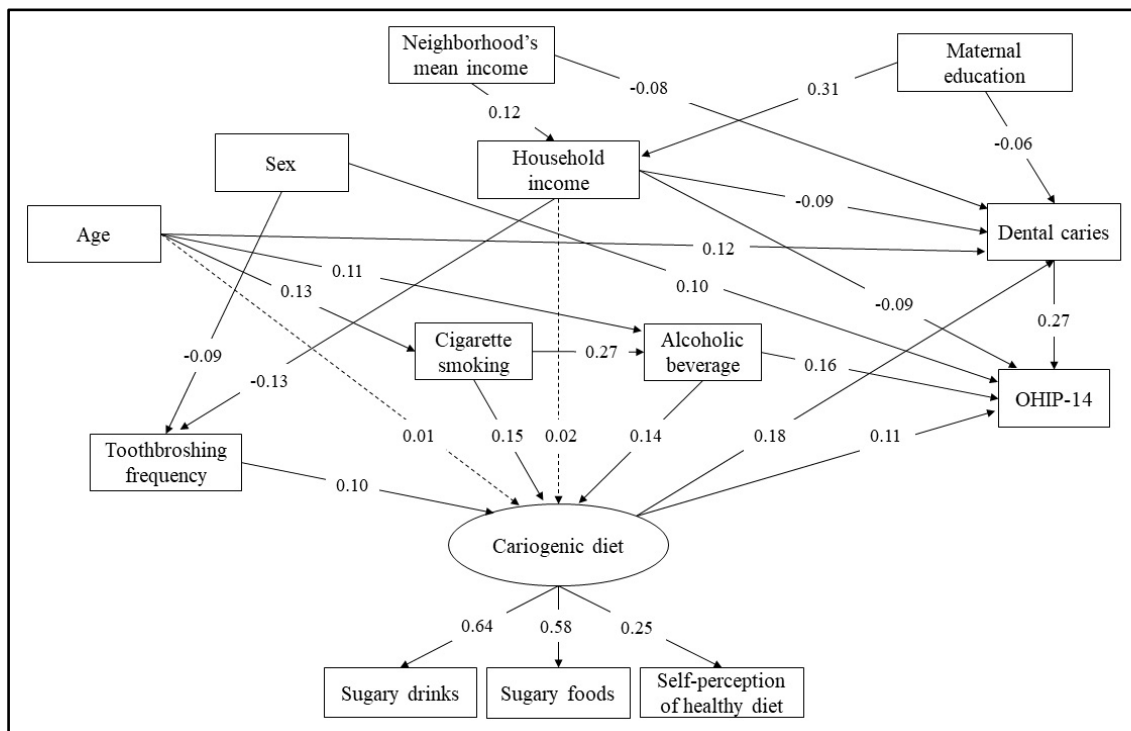 Neighborhood's
mean income
Maternal
education
-0.08
0.31
0.12
-0.06
Sex
Household
income
-0.09
Age
Dental caries
0.12
0.11
0.10
0.13
-0.09
0.27
Cigarette
smoking
0.27
Alcoholic
beverage
-0.09
-0.13
0.16
OHIP-14
Toothbroshing
frequency
0.01
0.15
0.02
0.14
0.18
0.11
0.10
Cariogenic diet
0.64
0.58
0.25
Sugary drinks
Sugary foods
Self-perception
of healthy diet